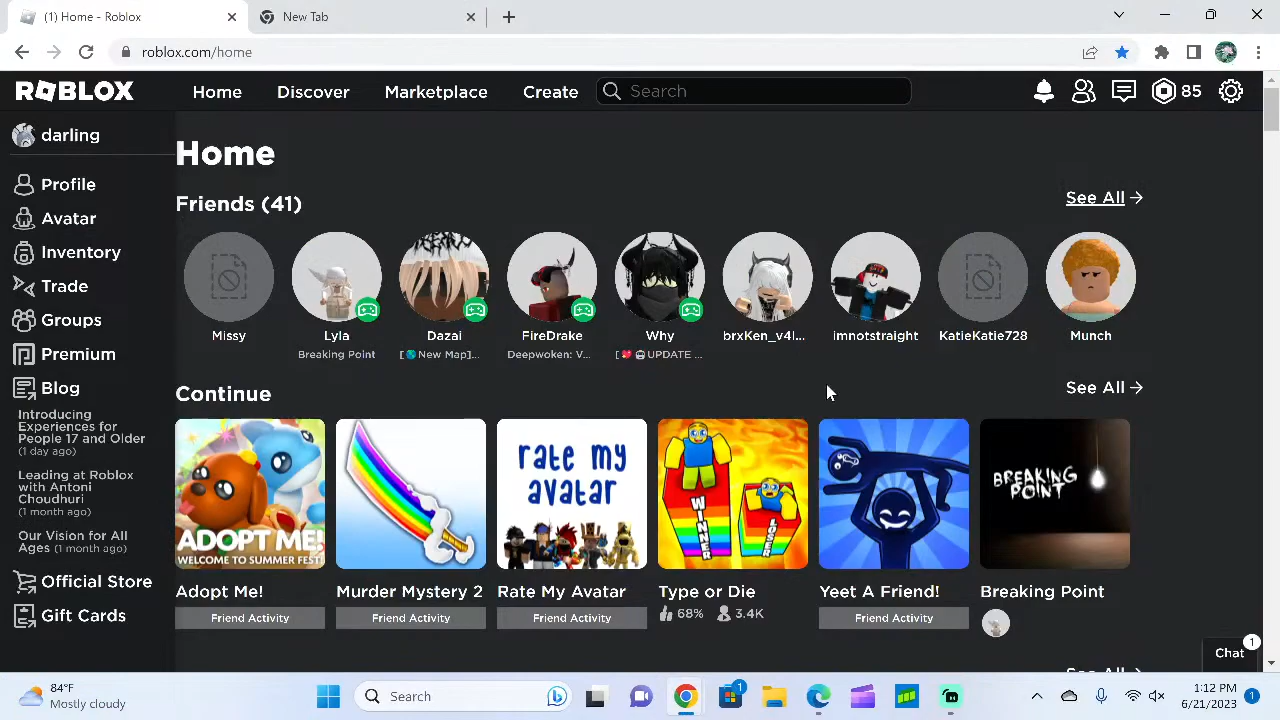 (1) Home - Roblox
New Tab
roblox.com/home
ROBLOX
Home
Discover
Marketplace
Create
Search
85
darling
Profile
Avatar
Inventory
Trade
Groups
Premium
Blog
Introducing
Experiences for
People 17 and Older
(1 day ago)
Leading at Roblox
with Antoni
Choudhuri
(1 month ago)
Our Vision for All
Ages (1 month ago)
Official Store
Gift Cards
Home
Friends (41)
See All
Missy
Lyla
Breaking Point
Dazai
[🌎New Map]...
FireDrake
Deepwoken: V...
Why
[💖😷UPDATE ...
brxKen_v4l...
imnotstraight
KatieKatie728
Munch
Continue
See All
ADOPT ME!
WELCOME TO SUMMER FEST!
Adopt Me!
Friend Activity
Murder Mystery 2
Friend Activity
rate my
avatar
Rate My Avatar
Friend Activity
WINNER
LOSER
Type or Die
68%
3.4K
Yeet A Friend!
Friend Activity
BREAKING
POINT
Breaking Point
See All
Chat
1
84°F
Mostly cloudy
Search
1
1:12 PM
6/21/2023
1